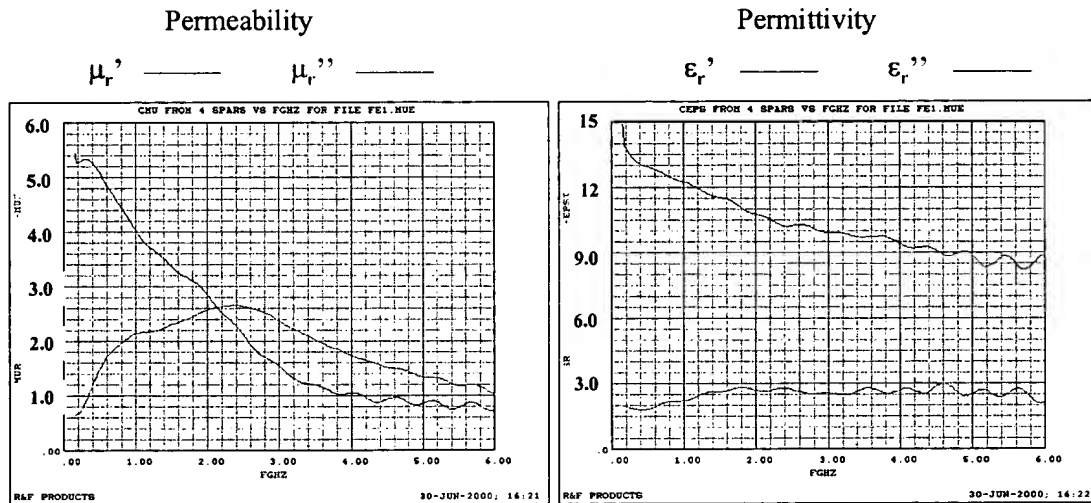 Permeability
μr' μr''
CMU FROM 4 SPARS VS FGHZ FOR FILE FE1.MUE
6.0
5.0
4.0
3.0
2.0
1.0
.00
MUR
.00 1.00 2.00 3.00 4.00 5.00 6.00
FGHZ
R&F PRODUCTS 30-JUN-2000; 16:21
Permittivity
εr' εr''
CEPS FROM 4 SPARS VS FGHZ FOR FILE FE1.MUE
15
12
9.0
6.0
3.0
.0
.00 1.00 2.00 3.00 4.00 5.00 6.00
FGHZ
R&F PRODUCTS 30-JUN-2000; 16:22